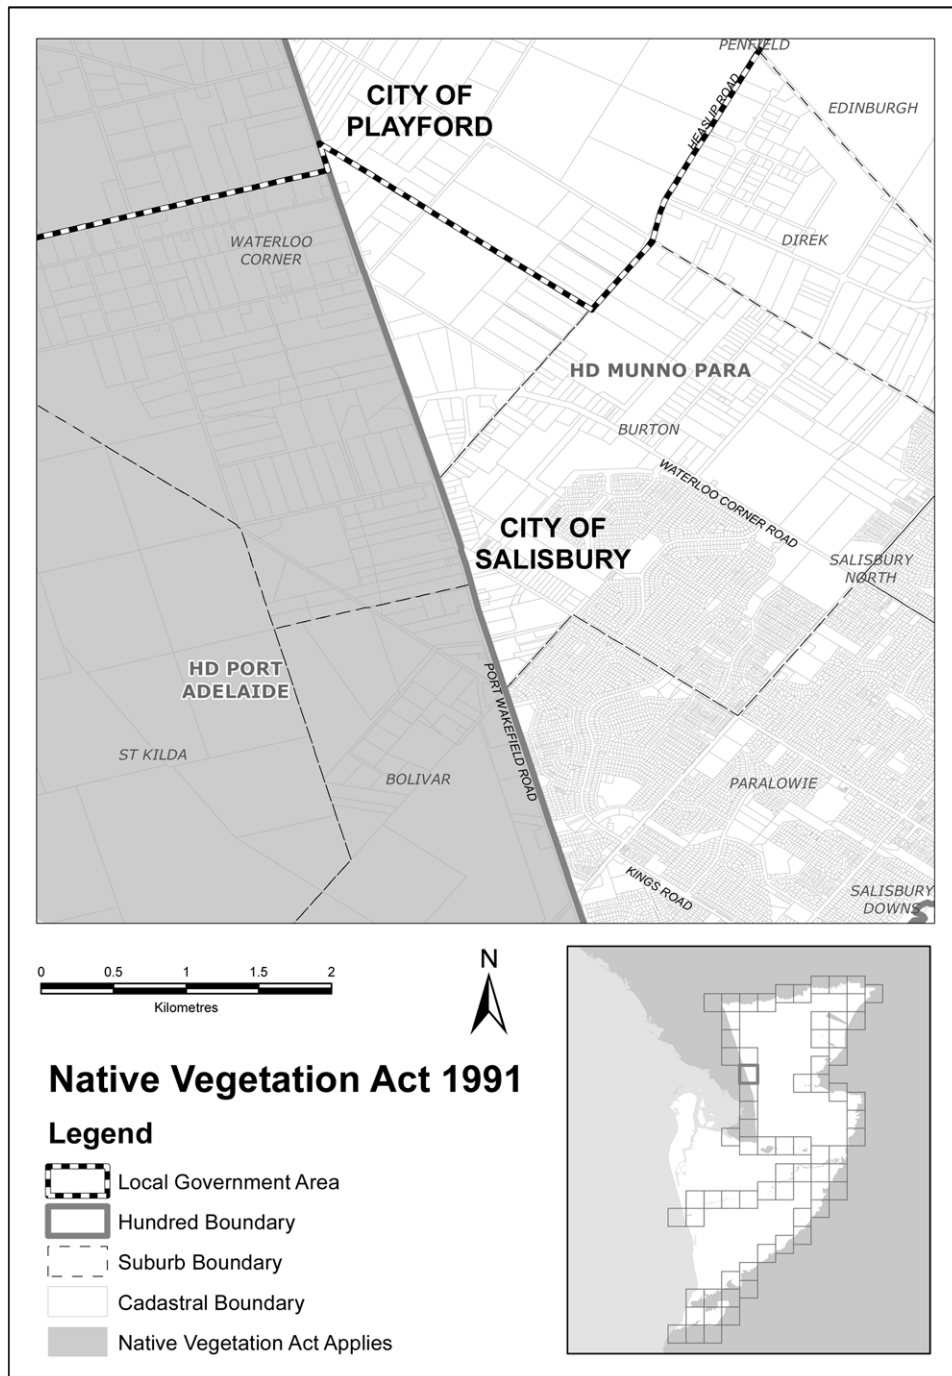 PENFIELD
CITY OF
PLAYFORD
HEASLIP ROAD
EDINBURGH
WATERLOO
CORNER
DIREK
HD MUNNO PARA
BURTON
WATERLOO CORNER ROAD
CITY OF
SALISBURY
SALISBURY
NORTH
HD PORT
ADELAIDE
PORT WAKEFIELD ROAD
ST KILDA
BOLIVAR
PARALOWIE
KINGS ROAD
SALISBURY
DOWNS
0 0.5 1 1.5 2
Kilometres
N
Native Vegetation Act 1991
Legend
Local Government Area
Hundred Boundary
Suburb Boundary
Cadastral Boundary
Native Vegetation Act Applies